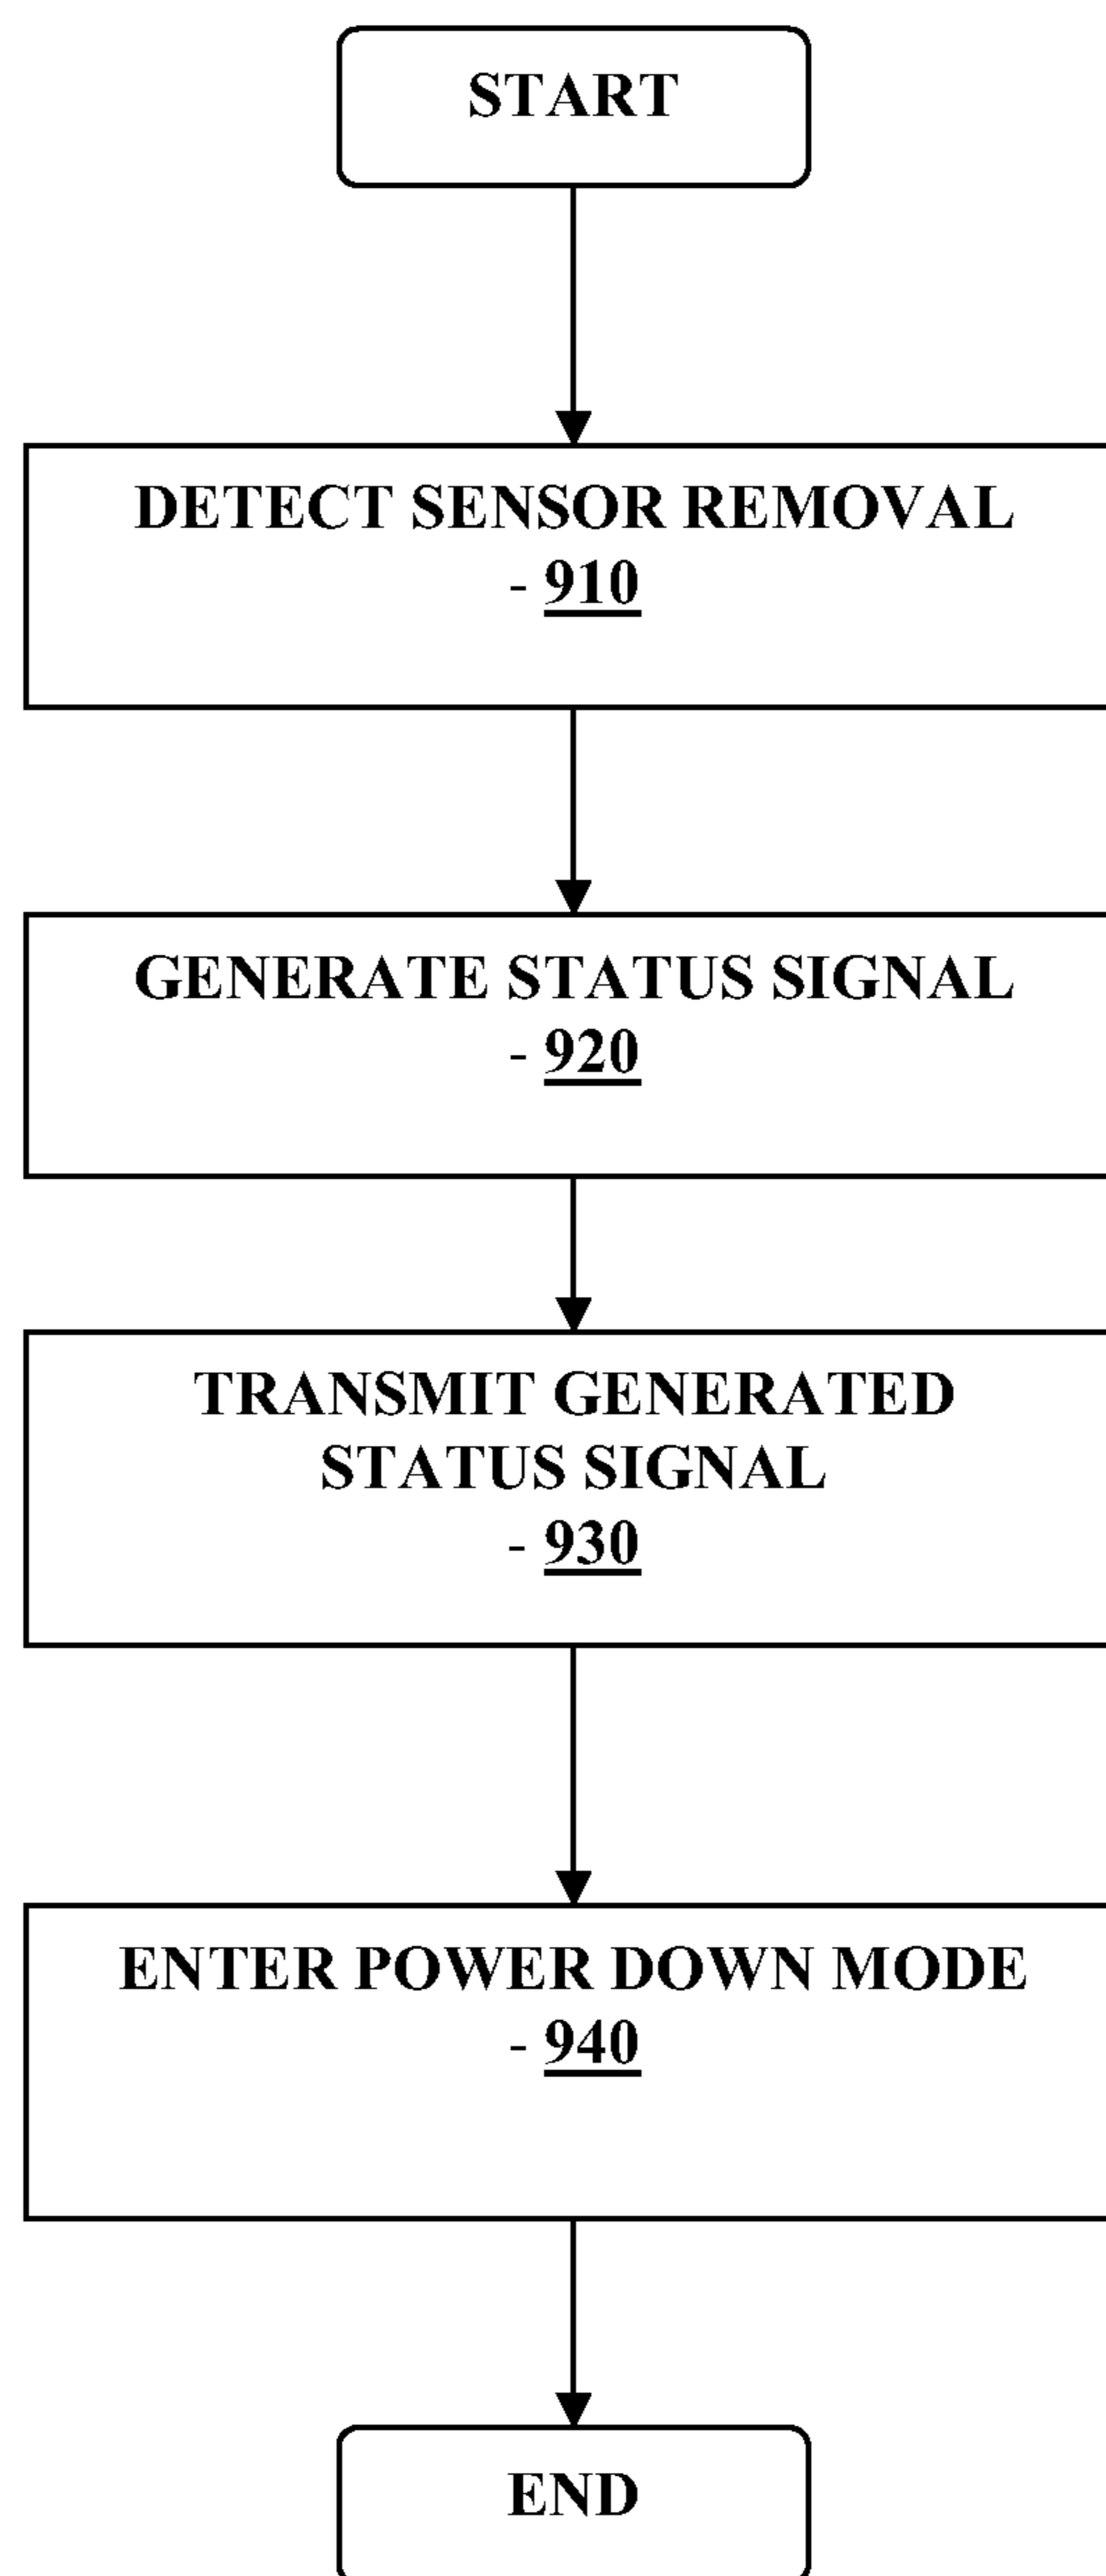 START
DETECT SENSOR REMOVAL
- 910
GENERATE STATUS SIGNAL
- 920
TRANSMIT GENERATED
STATUS SIGNAL
- 930
ENTER POWER DOWN MODE
- 940
END